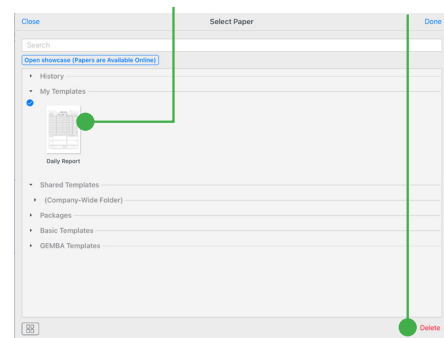 Close Select Paper Done
Search
Open showcase (Papers are Available Online)
History
My Templates
Daily Report
Shared Templates
(Company-Wide Folder)
Packages
Basic Templates
GEMBA Templates
Delete